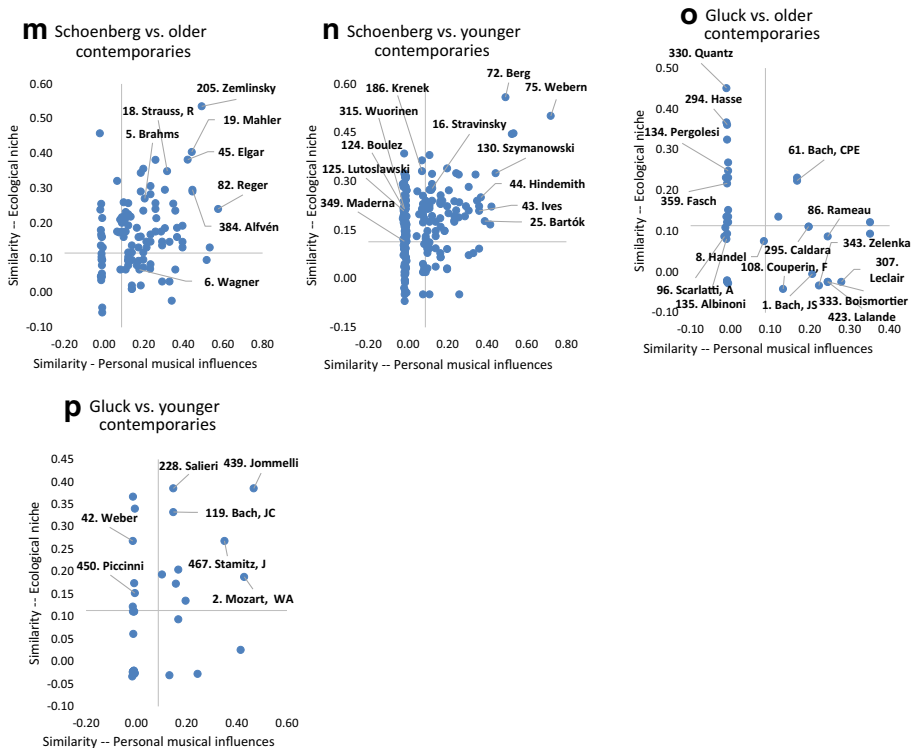 m Schoenberg vs. older
contemporaries
0.60
0.50
0.40
0.30
0.20
0.10
0.00
-0.10
Similarity -- Ecological niche
205. Zemlinsky
18. Strauss, R
19. Mahler
5. Brahms
45. Elgar
82. Reger
384. Alfvén
6. Wagner
-0.20 0.00 0.20 0.40 0.60 0.80
Similarity - Personal musical influences
n Schoenberg vs. younger
contemporaries
0.60
0.45
0.30
0.15
0.00
-0.15
Similarity -- Ecological niche
72. Berg
186. Krenek
75. Webern
315. Wuorinen
16. Stravinsky
124. Boulez
130. Szymanowski
125. Lutoslawski
44. Hindemith
349. Maderna
43. Ives
25. Bartók
-0.20 0.00 0.20 0.40 0.60 0.80
Similarity -- Personal musical influences
o Gluck vs. older
contemporaries
0.50
0.40
0.30
0.20
0.10
0.00
-0.10
Similarity -- Ecological niche
330. Quantz
294. Hasse
134. Pergolesi
61. Bach, CPE
359. Fasch
86. Rameau
8. Handel
295. Caldara
343. Zelenka
108. Couperin, F
307.
Leclair
96. Scarlatti, A
135. Albinoni
1. Bach, JS
333. Boismortier
423. Lalande
-0.10 0.00 0.10 0.20 0.30 0.40
Similarity -- Personal musical influences
p Gluck vs. younger
contemporaries
0.45
0.40
0.35
0.30
0.25
0.20
0.15
0.10
0.05
0.00
-0.05
-0.10
Similarity -- Ecological niche
228. Salieri
439. Jommelli
42. Weber
119. Bach, JC
450. Piccinni
467. Stamitz, J
2. Mozart, WA
-0.20 0.00 0.20 0.40 0.60
Similarity -- Personal musical influences